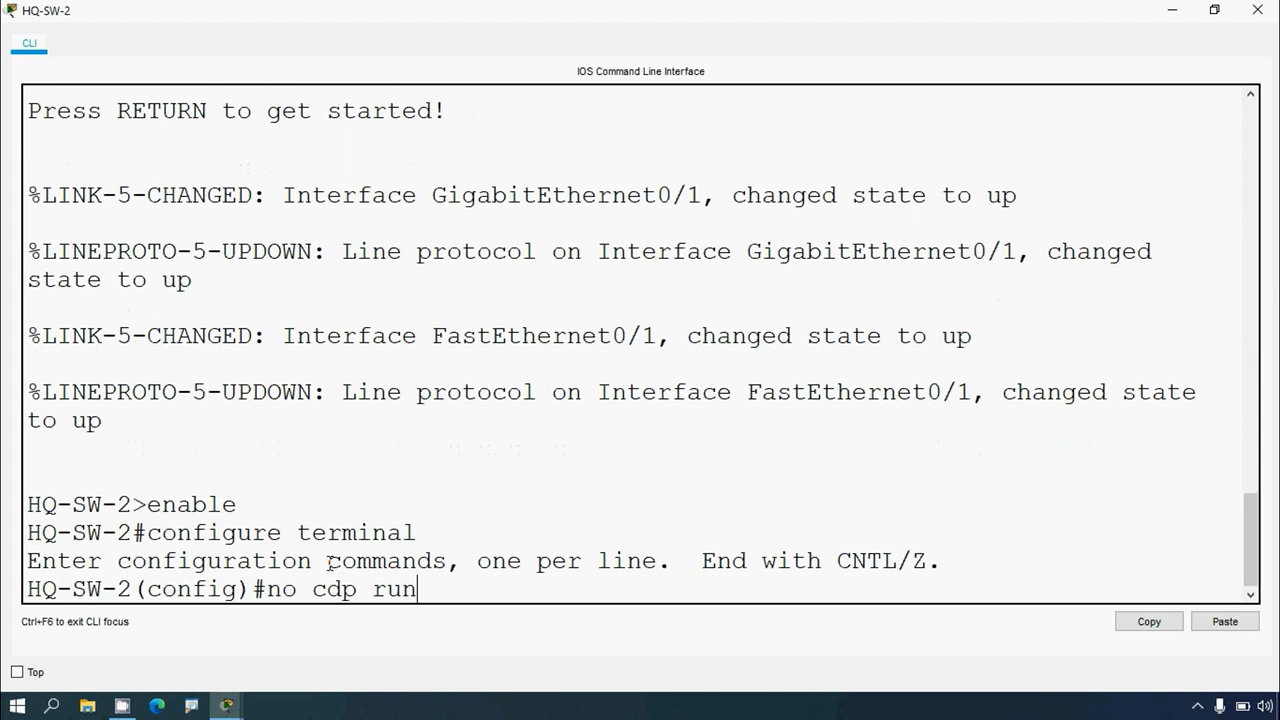 HQ-SW-2
CLI
IOS Command Line Interface
Press RETURN to get started!
%LINK-5-CHANGED: Interface GigabitEthernet0/1, changed state to up
%LINEPROTO-5-UPDOWN: Line protocol on Interface GigabitEthernet0/1, changed
state to up
%LINK-5-CHANGED: Interface FastEthernet0/1, changed state to up
%LINEPROTO-5-UPDOWN: Line protocol on Interface FastEthernet0/1, changed state
to up
HQ-SW-2>enable
HQ-SW-2#configure terminal
Enter configuration commands, one per line.  End with CNTL/Z.
HQ-SW-2(config)#no cdp run
Ctrl+F6 to exit CLI focus
Copy
Paste
Top